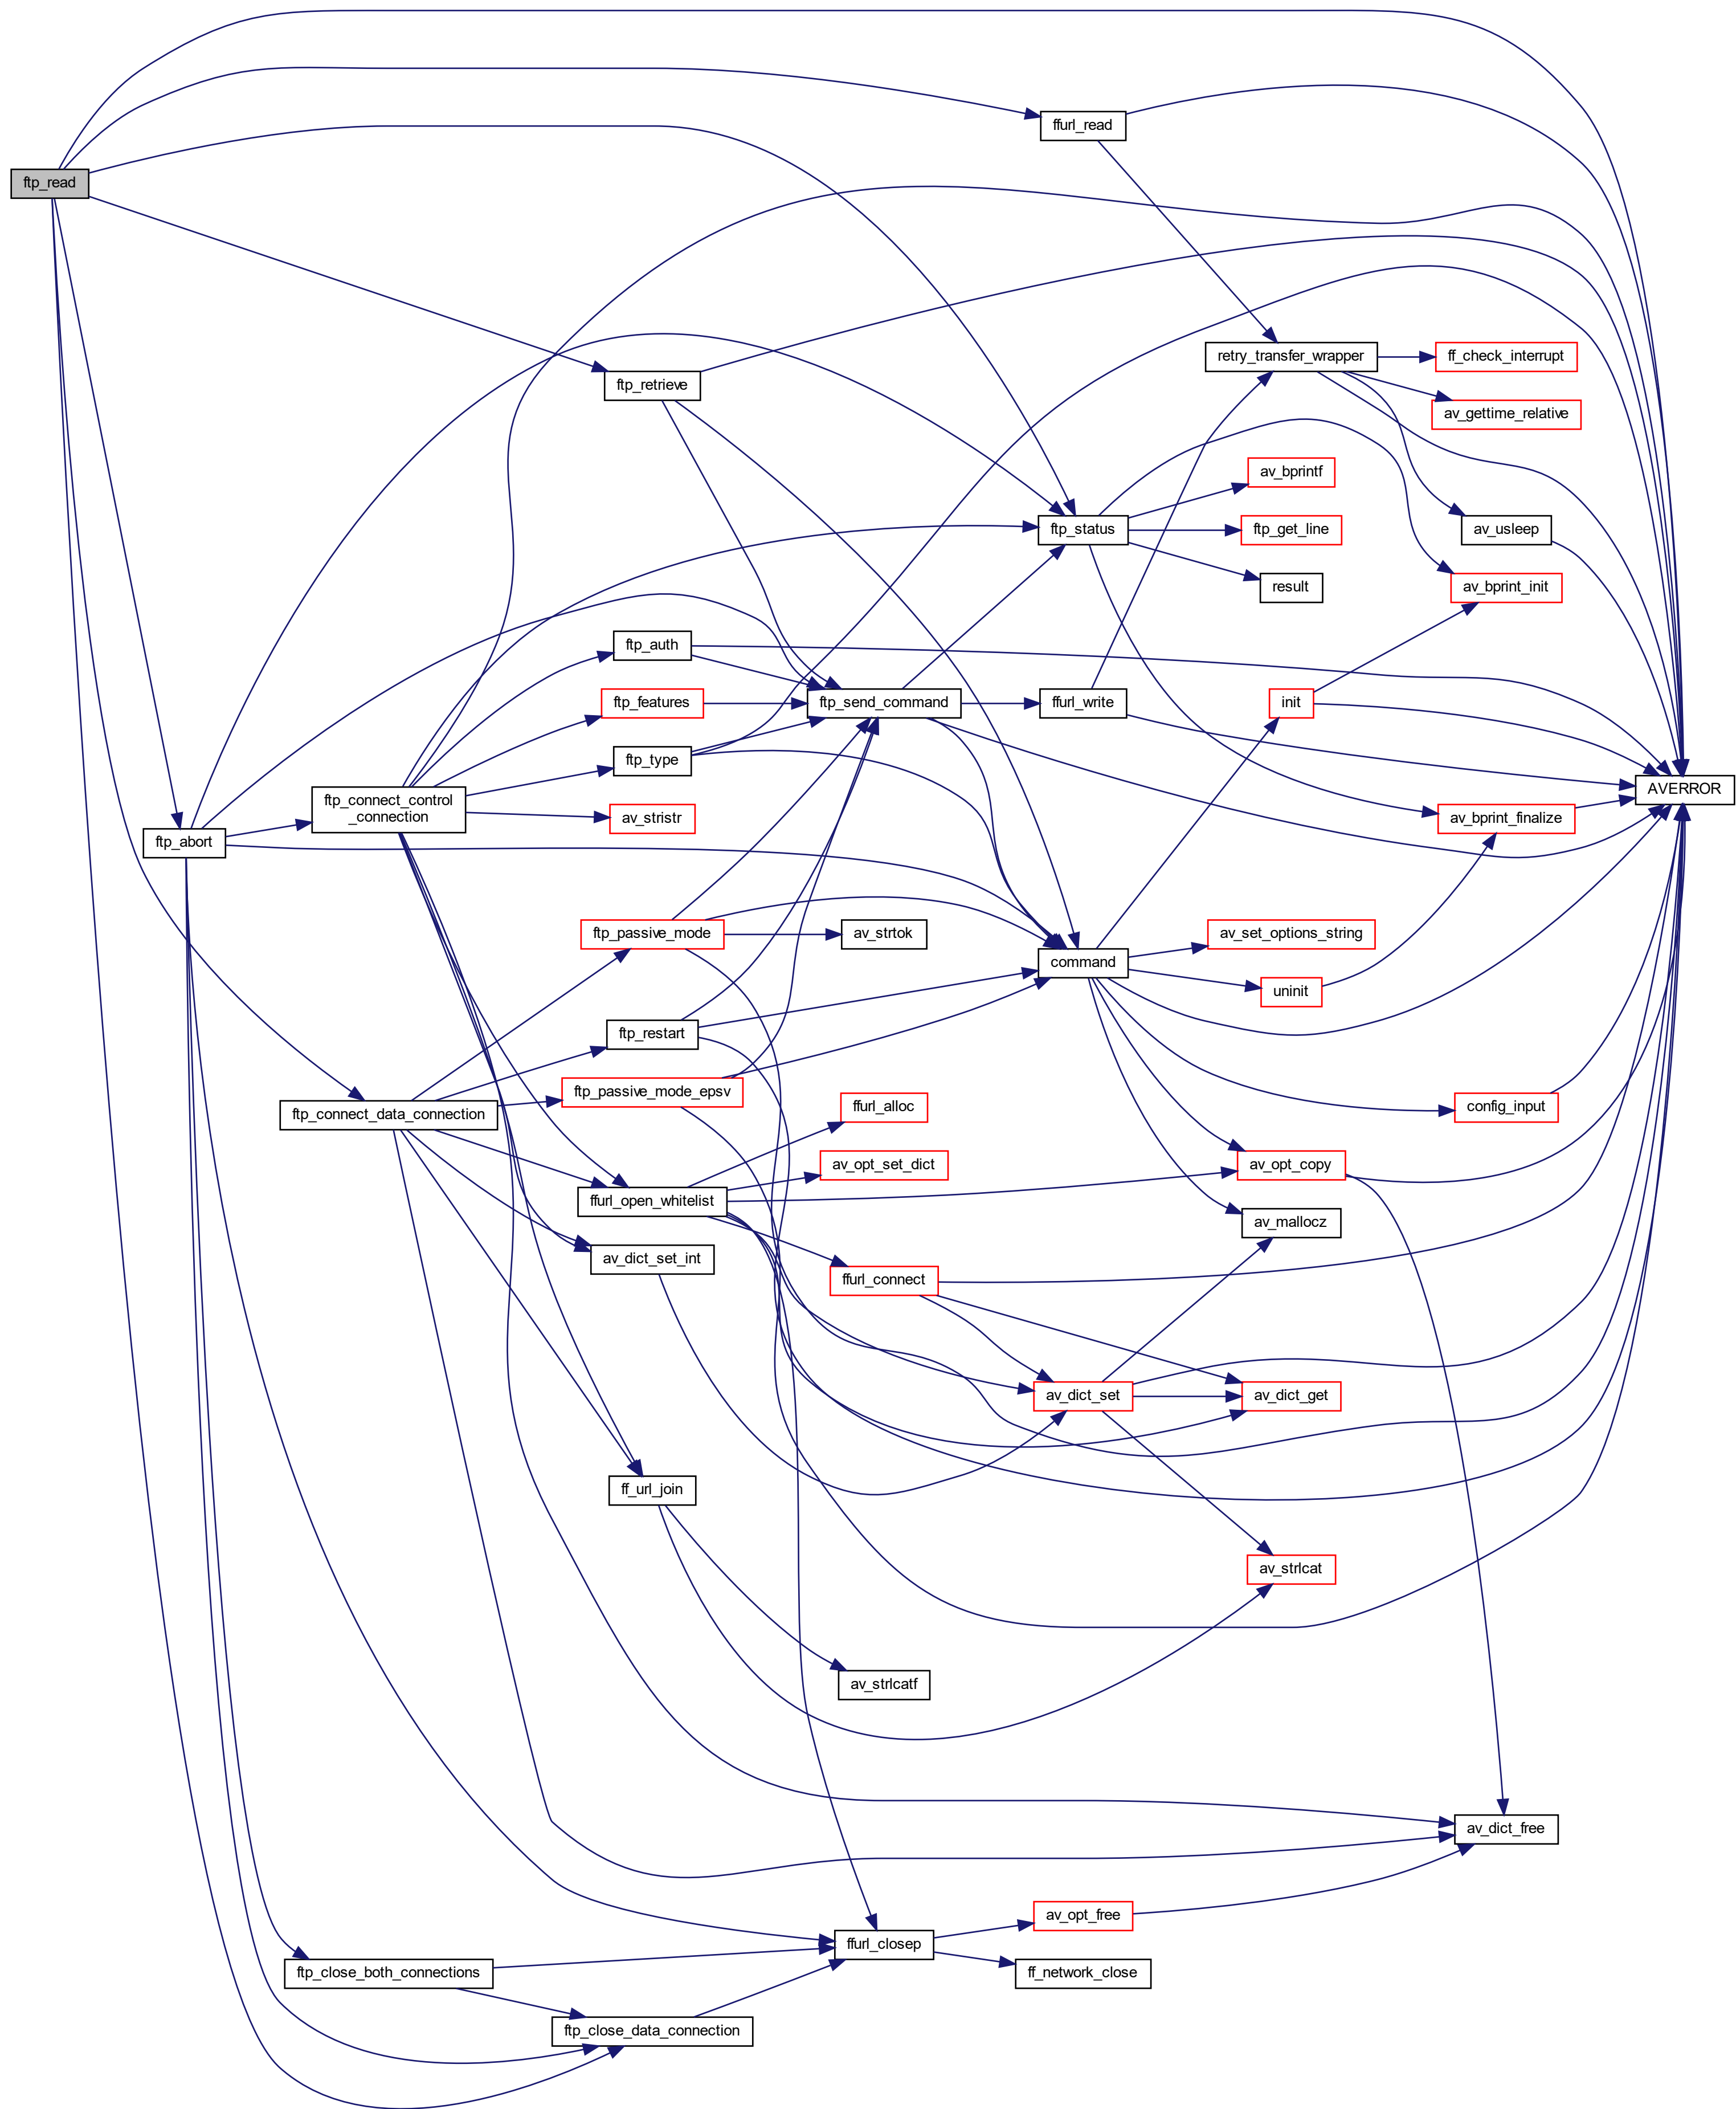 ftp_read
ffurl_read
retry_transfer_wrapper
ff_check_interrupt
ftp_retrieve
av_gettime_relative
av_bprintf
ftp_status
ftp_get_line
av_usleep
result
av_bprint_init
ftp_auth
ftp_features
ftp_send_command
ffurl_write
init
ftp_type
AVERROR
ftp_connect_control
_connection
av_stristr
av_bprint_finalize
ftp_abort
ftp_passive_mode
av_strtok
av_set_options_string
command
uninit
ftp_restart
ftp_passive_mode_epsv
ffurl_alloc
config_input
ftp_connect_data_connection
av_opt_set_dict
av_opt_copy
ffurl_open_whitelist
av_mallocz
av_dict_set_int
ffurl_connect
av_dict_set
av_dict_get
ff_url_join
av_strlcat
av_strlcatf
av_dict_free
av_opt_free
ffurl_closep
ftp_close_both_connections
ff_network_close
ftp_close_data_connection